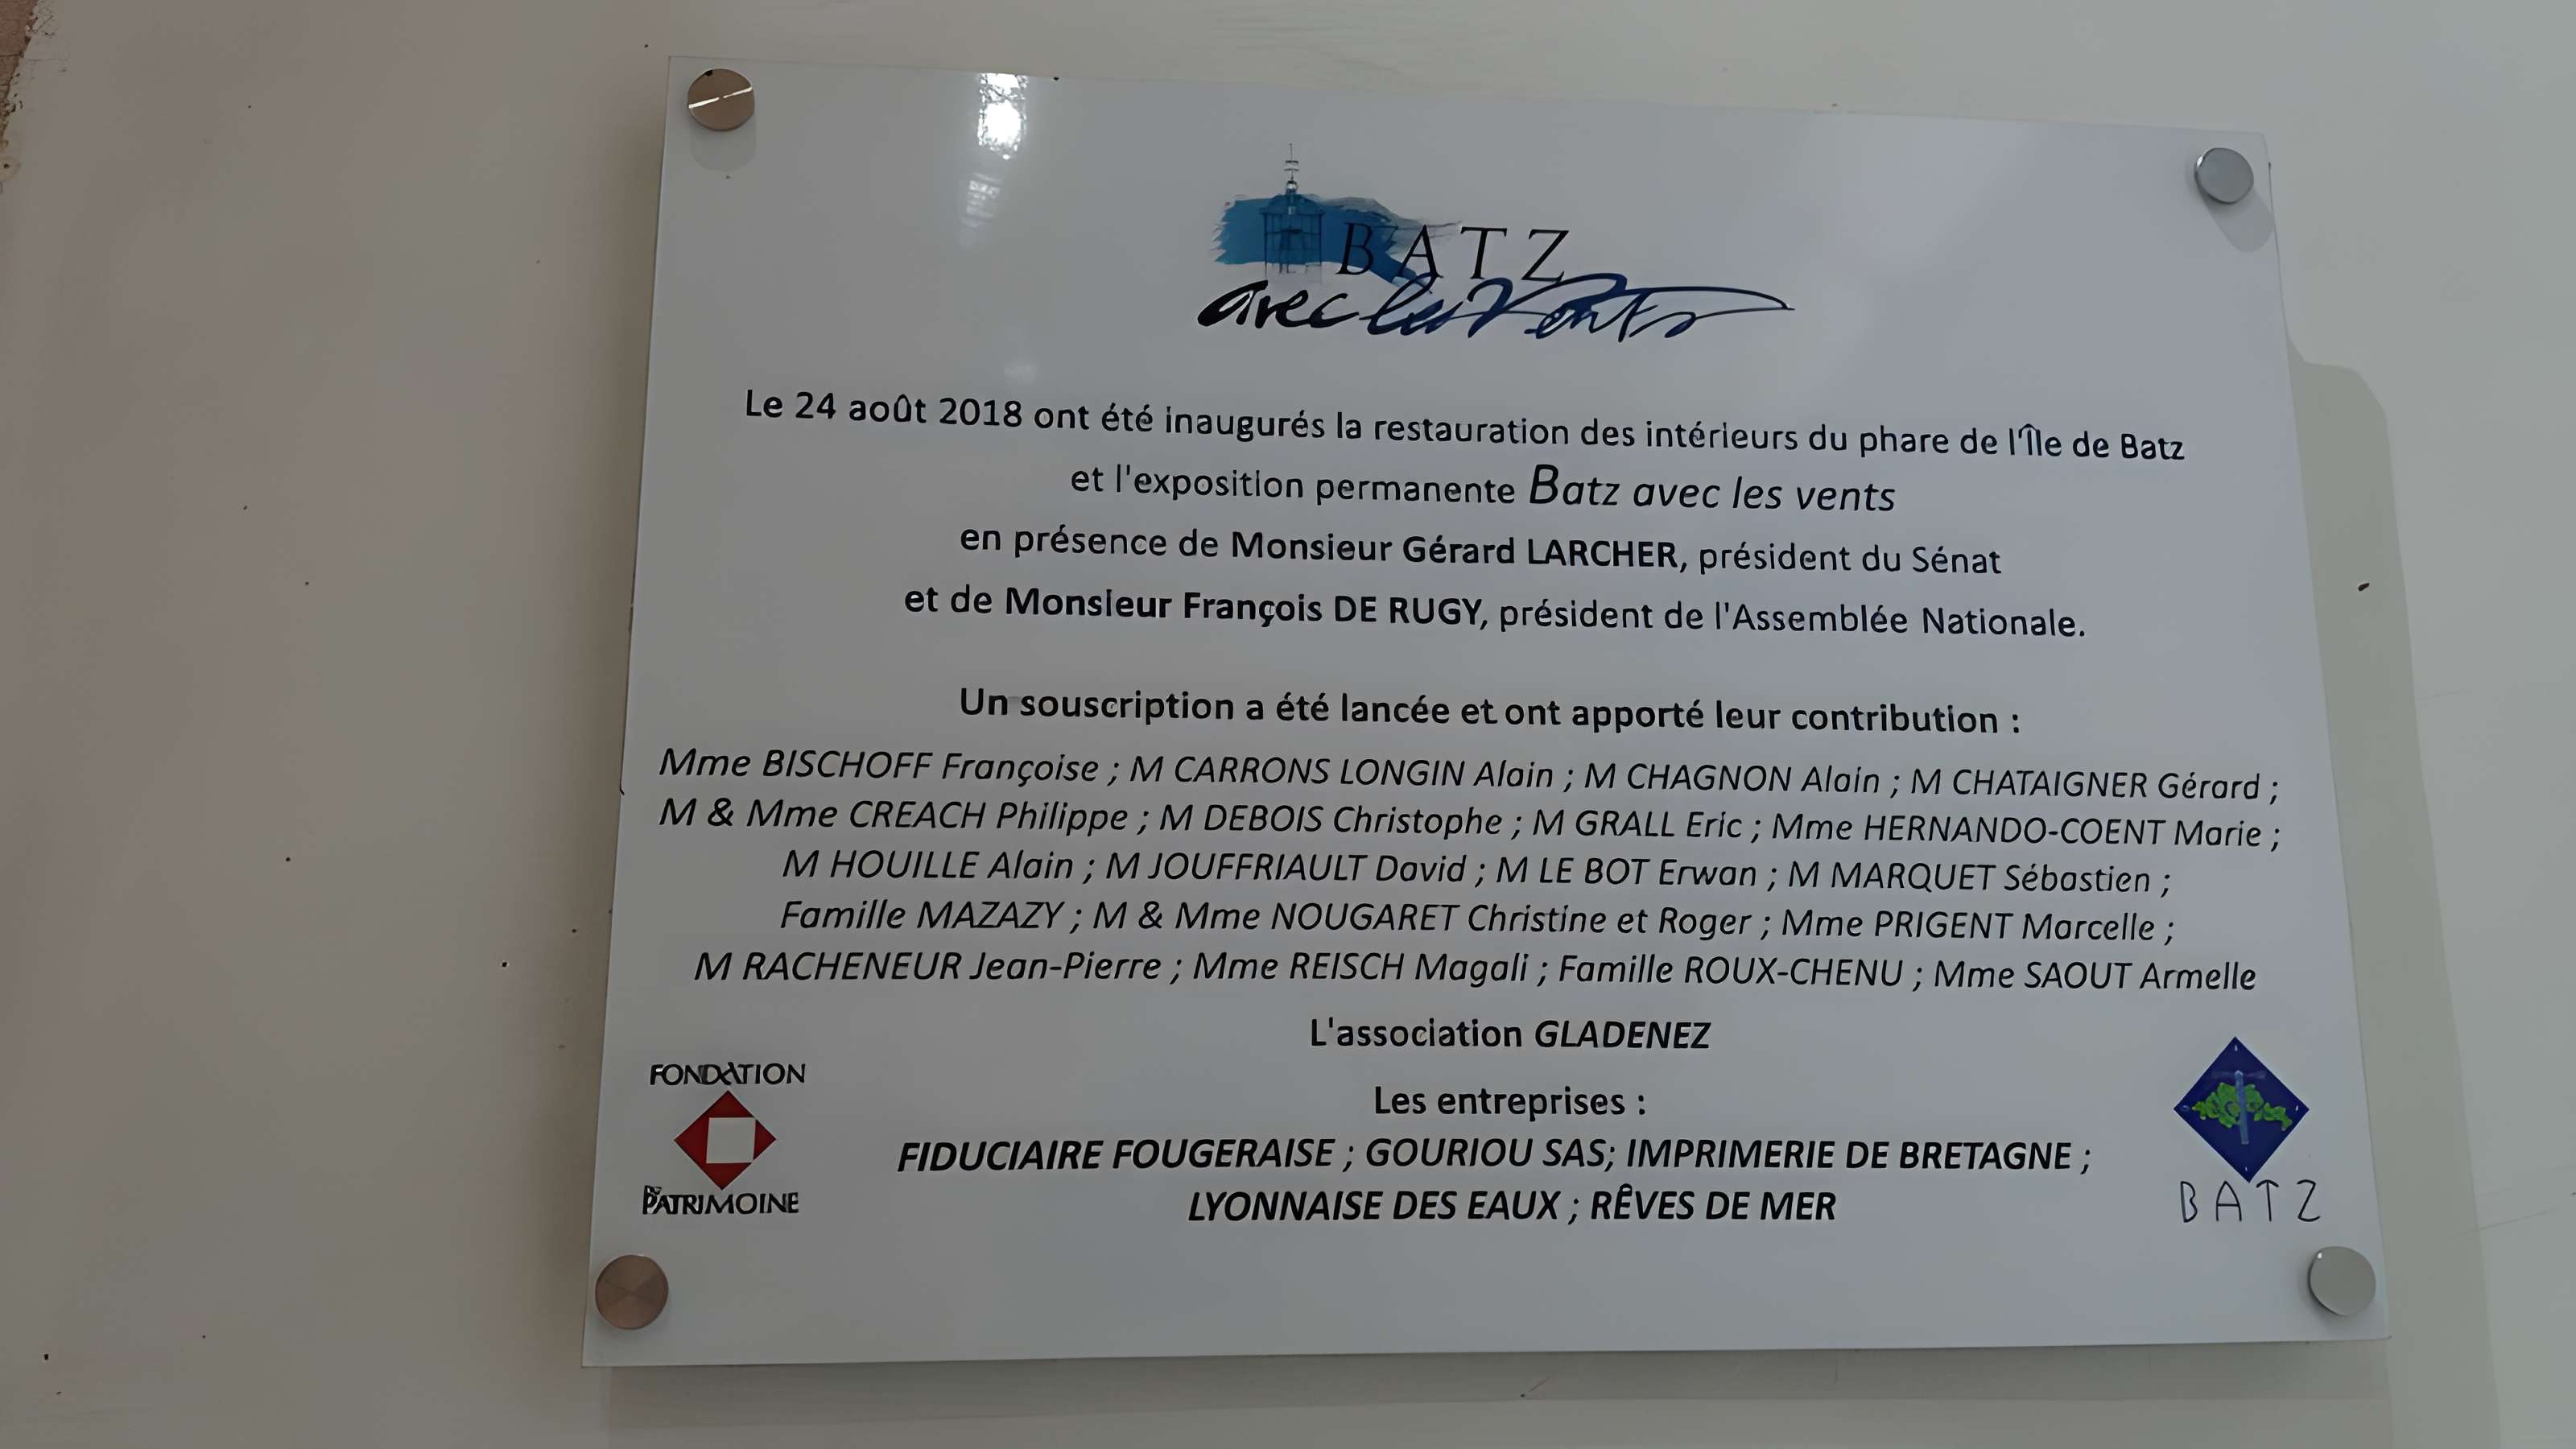 BATZ
avec les vents
Le 24 août 2018 ont été inaugurés la restauration des intérieurs du phare de l'Île de Batz
et l'exposition permanente Batz avec les vents
en présence de Monsieur Gérard LARCHER, président du Sénat
et de Monsieur François DE RUGY, président de l'Assemblée Nationale.
Un souscription a été lancée et ont apporté leur contribution :
Mme BISCHOFF Françoise ; M CARRONS LONGIN Alain ; M CHAGNON Alain ; M CHATAIGNER Gérard ;
M & Mme CREACH Philippe ; M DEBOIS Christophe ; M GRALL Eric ; Mme HERNANDO-COENT Marie ;
M HOUILLE Alain ; M JOUFFRIAULT David ; M LE BOT Erwan ; M MARQUET Sébastien ;
Famille MAZAZY ; M & Mme NOUGARET Christine et Roger ; Mme PRIGENT Marcelle ;
M RACHENEUR Jean-Pierre ; Mme REISCH Magali ; Famille ROUX-CHENU ; Mme SAOUT Armelle
L'association GLADENEZ
Les entreprises :
FIDUCIAIRE FOUGERAISE ; GOURIOU SAS; IMPRIMERIE DE BRETAGNE ;
LYONNAISE DES EAUX ; RÊVES DE MER
FONDATION
DU PATRIMOINE
BATZ